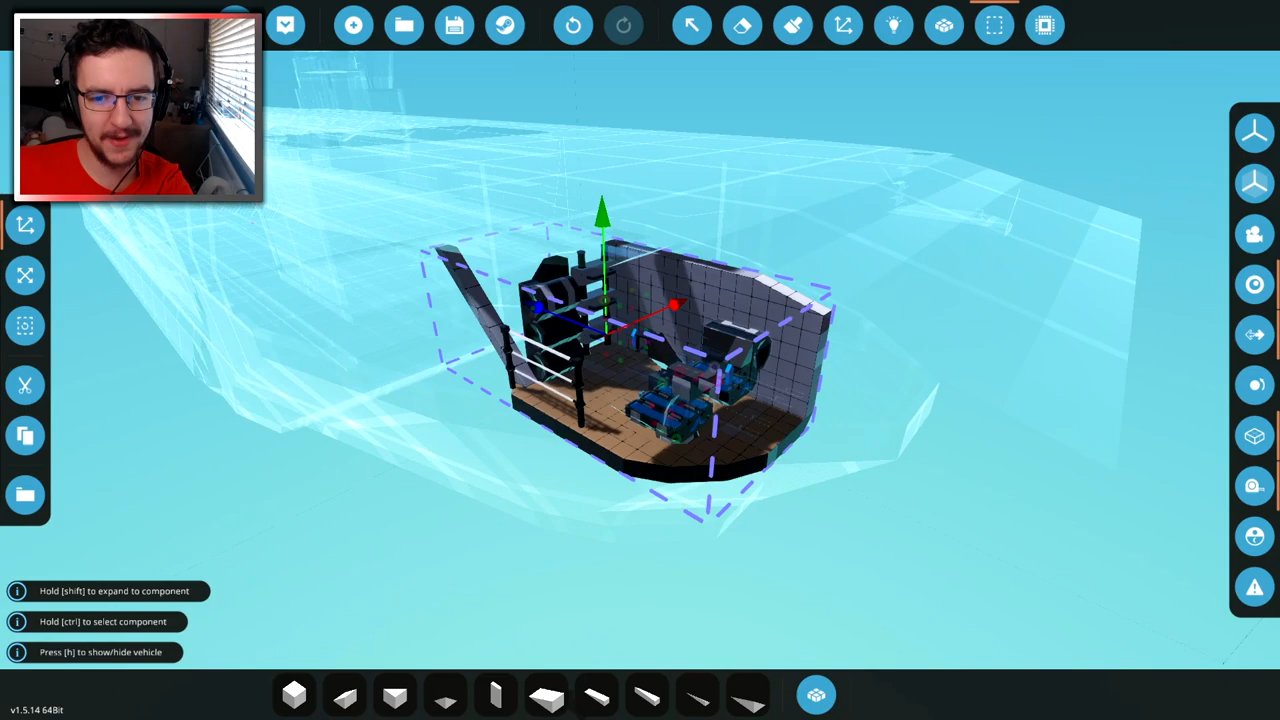 Hold [shift] to expand to component
Hold [ctrl] to select component
Press [h] to show/hide vehicle
v1.5.14 64Bit